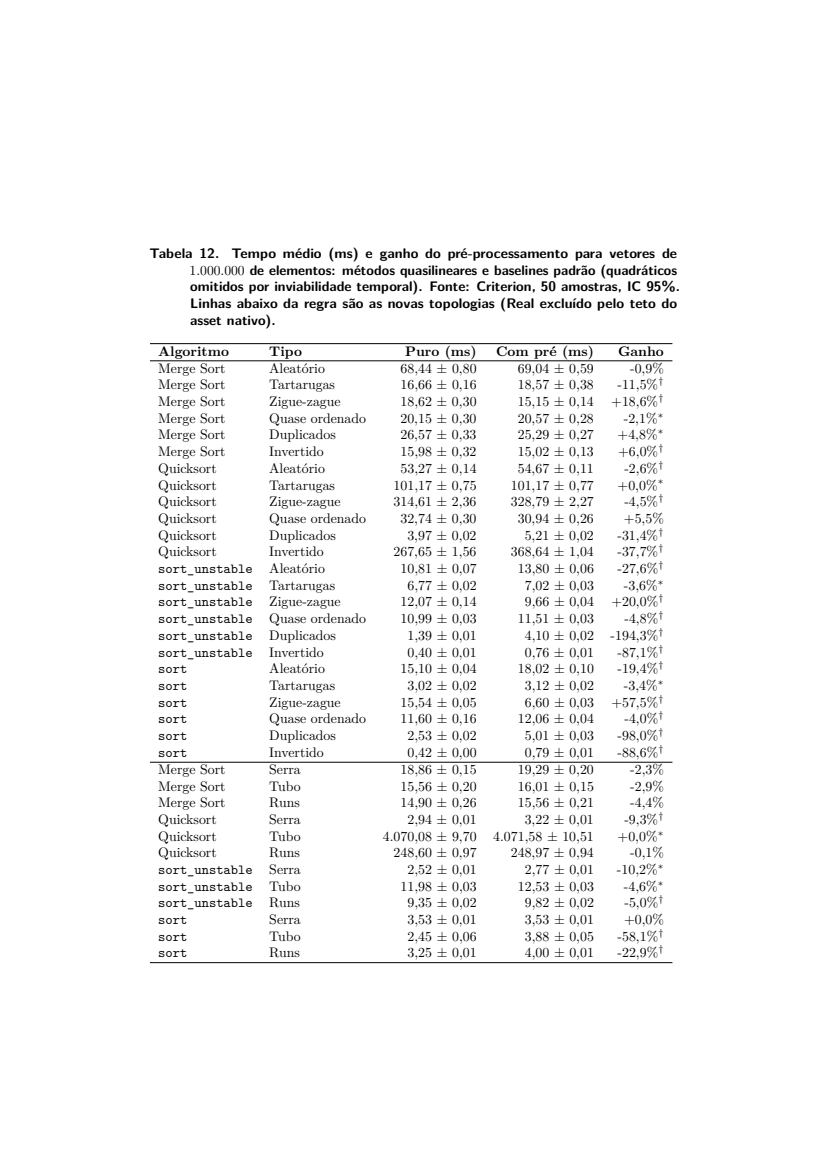 Tabela 12. Tempo médio (ms) e ganho do pré-processamento para vetores de
1.000.000 de elementos: métodos quasilineares e baselines padrão (quadráticos
omitidos por inviabilidade temporal). Fonte: Criterion, 50 amostras, IC 95%.
Linhas abaixo da regra são as novas topologias (Real excluído pelo teto do
asset nativo).
Algoritmo Tipo Puro (ms) Com pré (ms) Ganho
Merge Sort Aleatório 68,44 ± 0,80 69,04 ± 0,59 -0,9%
Merge Sort Tartarugas 16,66 ± 0,16 18,57 ± 0,38 -11,5%†
Merge Sort Zigue-zague 18,62 ± 0,30 15,15 ± 0,14 +18,6%†
Merge Sort Quase ordenado 20,15 ± 0,30 20,57 ± 0,28 -2,1%*
Merge Sort Duplicados 26,57 ± 0,33 25,29 ± 0,27 +4,8%*
Merge Sort Invertido 15,98 ± 0,32 15,02 ± 0,13 +6,0%†
Quicksort Aleatório 53,27 ± 0,14 54,67 ± 0,11 -2,6%†
Quicksort Tartarugas 101,17 ± 0,75 101,17 ± 0,77 +0,0%*
Quicksort Zigue-zague 314,61 ± 2,36 328,79 ± 2,27 -4,5%†
Quicksort Quase ordenado 32,74 ± 0,30 30,94 ± 0,26 +5,5%
Quicksort Duplicados 3,97 ± 0,02 5,21 ± 0,02 -31,4%†
Quicksort Invertido 267,65 ± 1,56 368,64 ± 1,04 -37,7%†
sort_unstable Aleatório 10,81 ± 0,07 13,80 ± 0,06 -27,6%†
sort_unstable Tartarugas 6,77 ± 0,02 7,02 ± 0,03 -3,6%*
sort_unstable Zigue-zague 12,07 ± 0,14 9,66 ± 0,04 +20,0%†
sort_unstable Quase ordenado 10,99 ± 0,03 11,51 ± 0,03 -4,8%†
sort_unstable Duplicados 1,39 ± 0,01 4,10 ± 0,02 -194,3%†
sort_unstable Invertido 0,40 ± 0,01 0,76 ± 0,01 -87,1%†
sort Aleatório 15,10 ± 0,04 18,02 ± 0,10 -19,4%†
sort Tartarugas 3,02 ± 0,02 3,12 ± 0,02 -3,4%*
sort Zigue-zague 15,54 ± 0,05 6,60 ± 0,03 +57,5%†
sort Quase ordenado 11,60 ± 0,16 12,06 ± 0,04 -4,0%†
sort Duplicados 2,53 ± 0,02 5,01 ± 0,03 -98,0%†
sort Invertido 0,42 ± 0,00 0,79 ± 0,01 -88,6%†
Merge Sort Serra 18,86 ± 0,15 19,29 ± 0,20 -2,3%
Merge Sort Tubo 15,56 ± 0,20 16,01 ± 0,15 -2,9%
Merge Sort Runs 14,90 ± 0,26 15,56 ± 0,21 -4,4%
Quicksort Serra 2,94 ± 0,01 3,22 ± 0,01 -9,3%†
Quicksort Tubo 4.070,08 ± 9,70 4.071,58 ± 10,51 +0,0%*
Quicksort Runs 248,60 ± 0,97 248,97 ± 0,94 -0,1%
sort_unstable Serra 2,52 ± 0,01 2,77 ± 0,01 -10,2%*
sort_unstable Tubo 11,98 ± 0,03 12,53 ± 0,03 -4,6%*
sort_unstable Runs 9,35 ± 0,02 9,82 ± 0,02 -5,0%†
sort Serra 3,53 ± 0,01 3,53 ± 0,01 +0,0%
sort Tubo 2,45 ± 0,06 3,88 ± 0,05 -58,1%†
sort Runs 3,25 ± 0,01 4,00 ± 0,01 -22,9%†